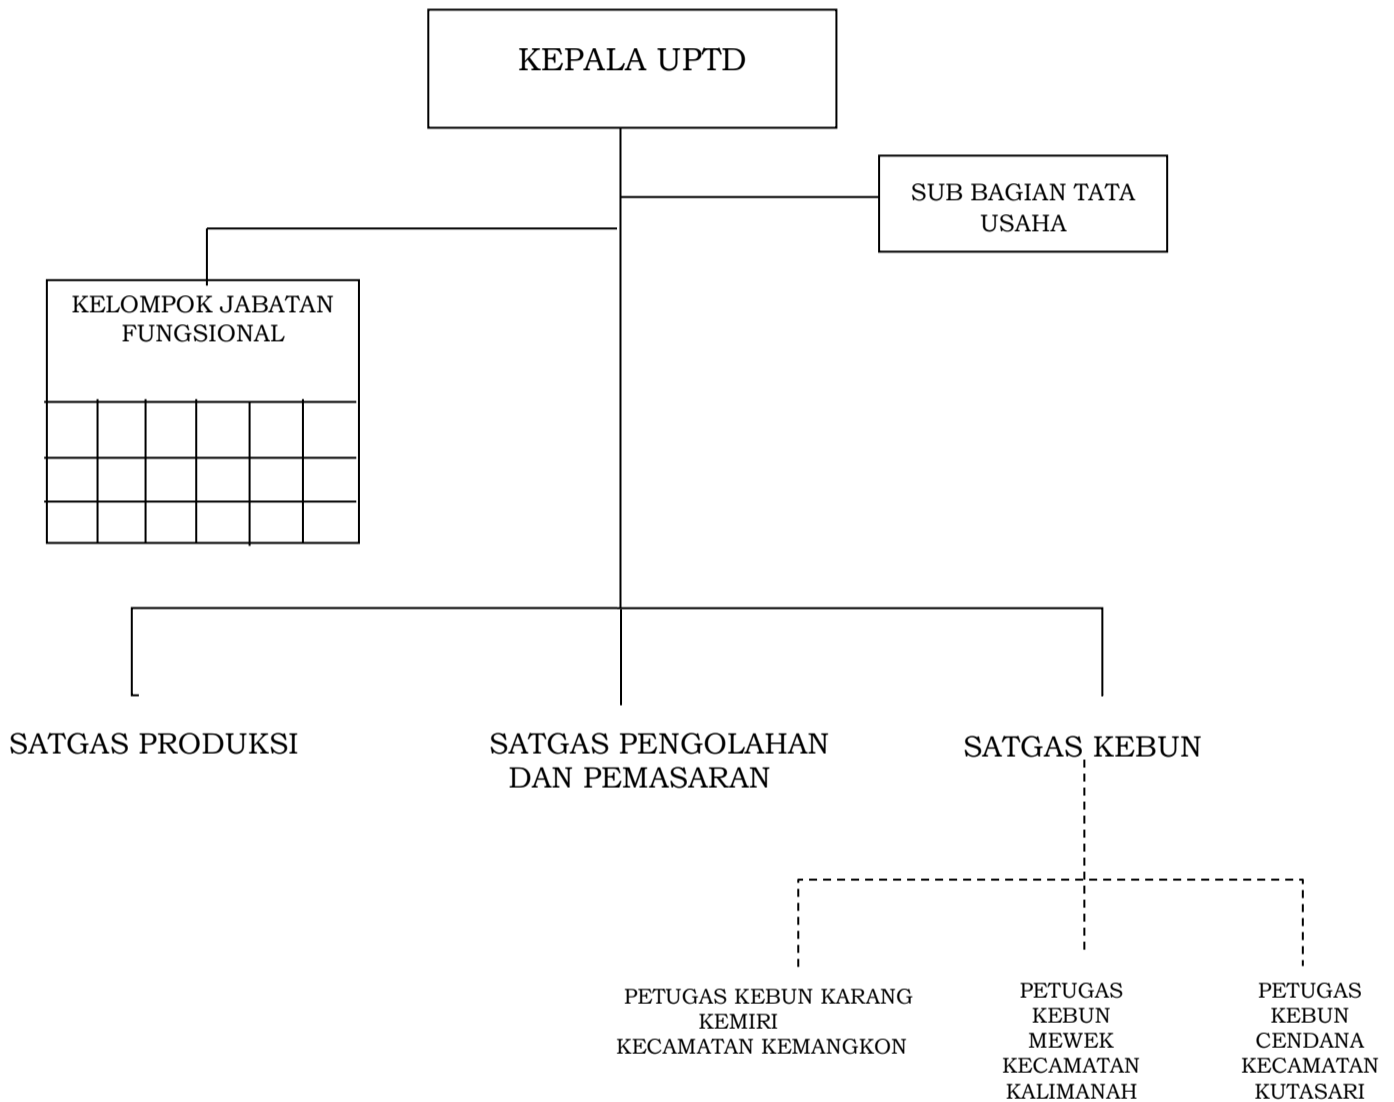 KEPALA UPTD
SUB BAGIAN TATA
USAHA
KELOMPOK JABATAN
FUNGSIONAL
SATGAS PRODUKSI
SATGAS PENGOLAHAN
DAN PEMASARAN
SATGAS KEBUN
PETUGAS KEBUN KARANG
KEMIRI
KECAMATAN KEMANGKON
PETUGAS
KEBUN
MEWEK
KECAMATAN
KALIMANAH
PETUGAS
KEBUN
CENDANA
KECAMATAN
KUTASARI